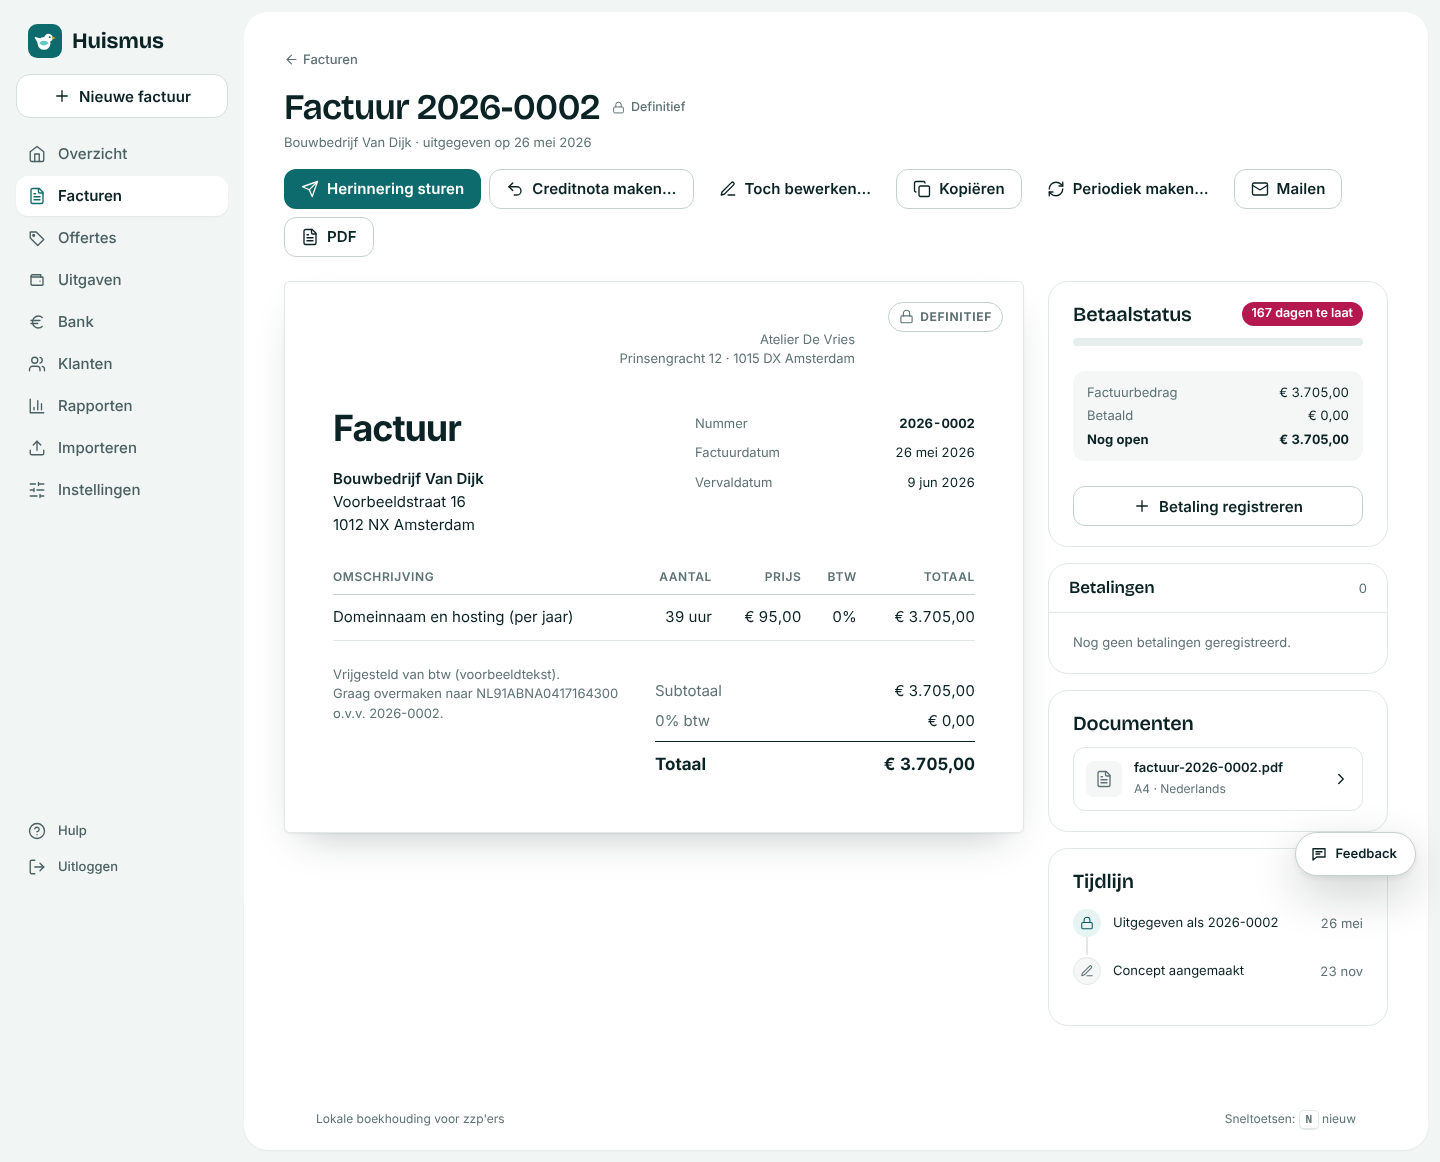 Huismus
Nieuwe factuur
Overzicht
Facturen
Offertes
Uitgaven
Bank
Klanten
Rapporten
Importeren
Instellingen
Hulp
Uitloggen
Facturen
Factuur 2026-0002 Definitief
Bouwbedrijf Van Dijk · uitgegeven op 26 mei 2026
Herinnering sturen Creditnota maken... Toch bewerken... Kopiëren Periodiek maken... Mailen
PDF
DEFINITIEF
Atelier De Vries
Prinsengracht 12 · 1015 DX Amsterdam
Factuur
Bouwbedrijf Van Dijk
Voorbeeldstraat 16
1012 NX Amsterdam
Nummer 2026-0002
Factuurdatum 26 mei 2026
Vervaldatum 9 jun 2026
OMSCHRIJVING AANTAL PRIJS BTW TOTAAL
Domeinnaam en hosting (per jaar) 39 uur € 95,00 0% € 3.705,00
Vrijgesteld van btw (voorbeeldtekst).
Graag overmaken naar NL91ABNA0417164300
o.v.v. 2026-0002.
Subtotaal € 3.705,00
0% btw € 0,00
Totaal € 3.705,00
Betaalstatus 167 dagen te laat
Factuurbedrag € 3.705,00
Betaald € 0,00
Nog open € 3.705,00
Betaling registreren
Betalingen 0
Nog geen betalingen geregistreerd.
Documenten
factuur-2026-0002.pdf
A4 · Nederlands
Feedback
Tijdlijn
Uitgegeven als 2026-0002 26 mei
Concept aangemaakt 23 nov
Lokale boekhouding voor zzp'ers
Sneltoetsen: N nieuw